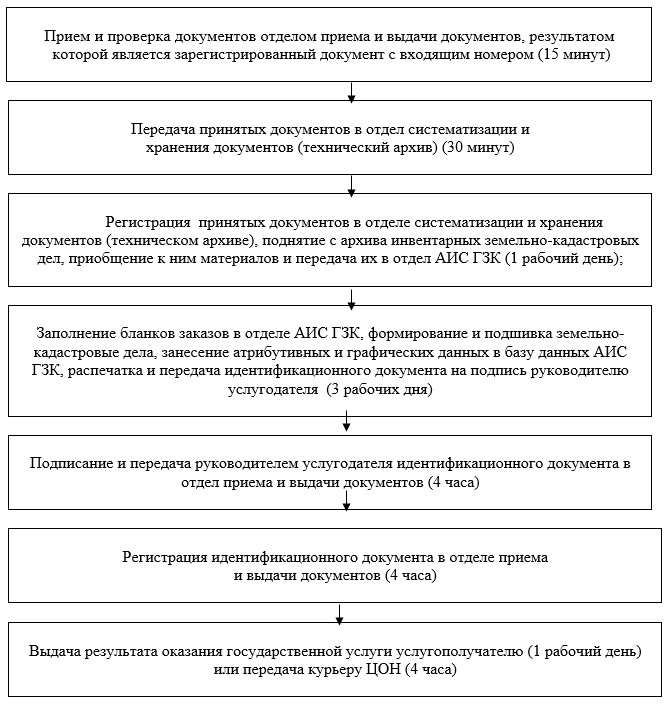 Прием и проверка документов отделом приема и выдачи документов, результатом
которой является зарегистрированный документ с входящим номером (15 минут)
Передача принятых документов в отдел систематизации и
хранения документов (технический архив) (30 минут)
Регистрация принятых документов в отделе систематизации и хранения
документов (техническом архиве), поднятие с архива инвентарных земельно-кадастровых
дел, приобщение к ним материалов и передача их в отдел АИС ГЗК (1 рабочий день);
Заполнение бланков заказов в отделе АИС ГЗК, формирование и подшивка земельно-
кадастровые дела, занесение атрибутивных и графических данных в базу данных АИС
ГЗК, распечатка и передача идентификационного документа на подпись руководителю
услугодателя (3 рабочих дня)
Подписание и передача руководителем услугодателя идентификационного документа в
отдел приема и выдачи документов (4 часа)
Регистрация идентификационного документа в отделе приема
и выдачи документов (4 часа)
Выдача результата оказания государственной услуги услугополучателю (1 рабочий день)
или передача курьеру ЦОН (4 часа)